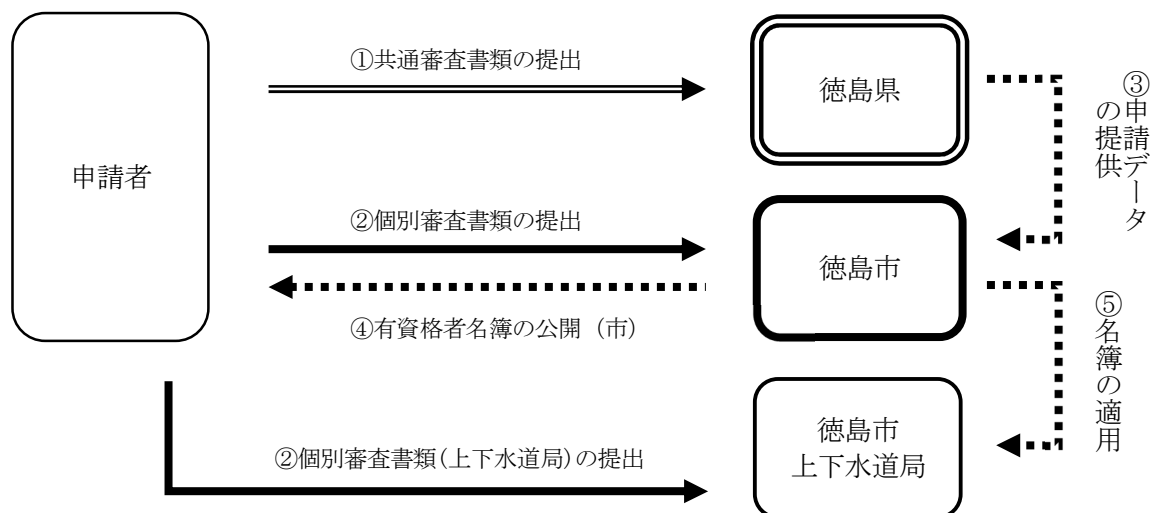 申請者
①共通審査書類の提出
徳島県
③申請データ
の提供
②個別審査書類の提出
徳島市
④有資格者名簿の公開（市）
⑤名簿の適用
②個別審査書類(上下水道局)の提出
徳島市
上下水道局